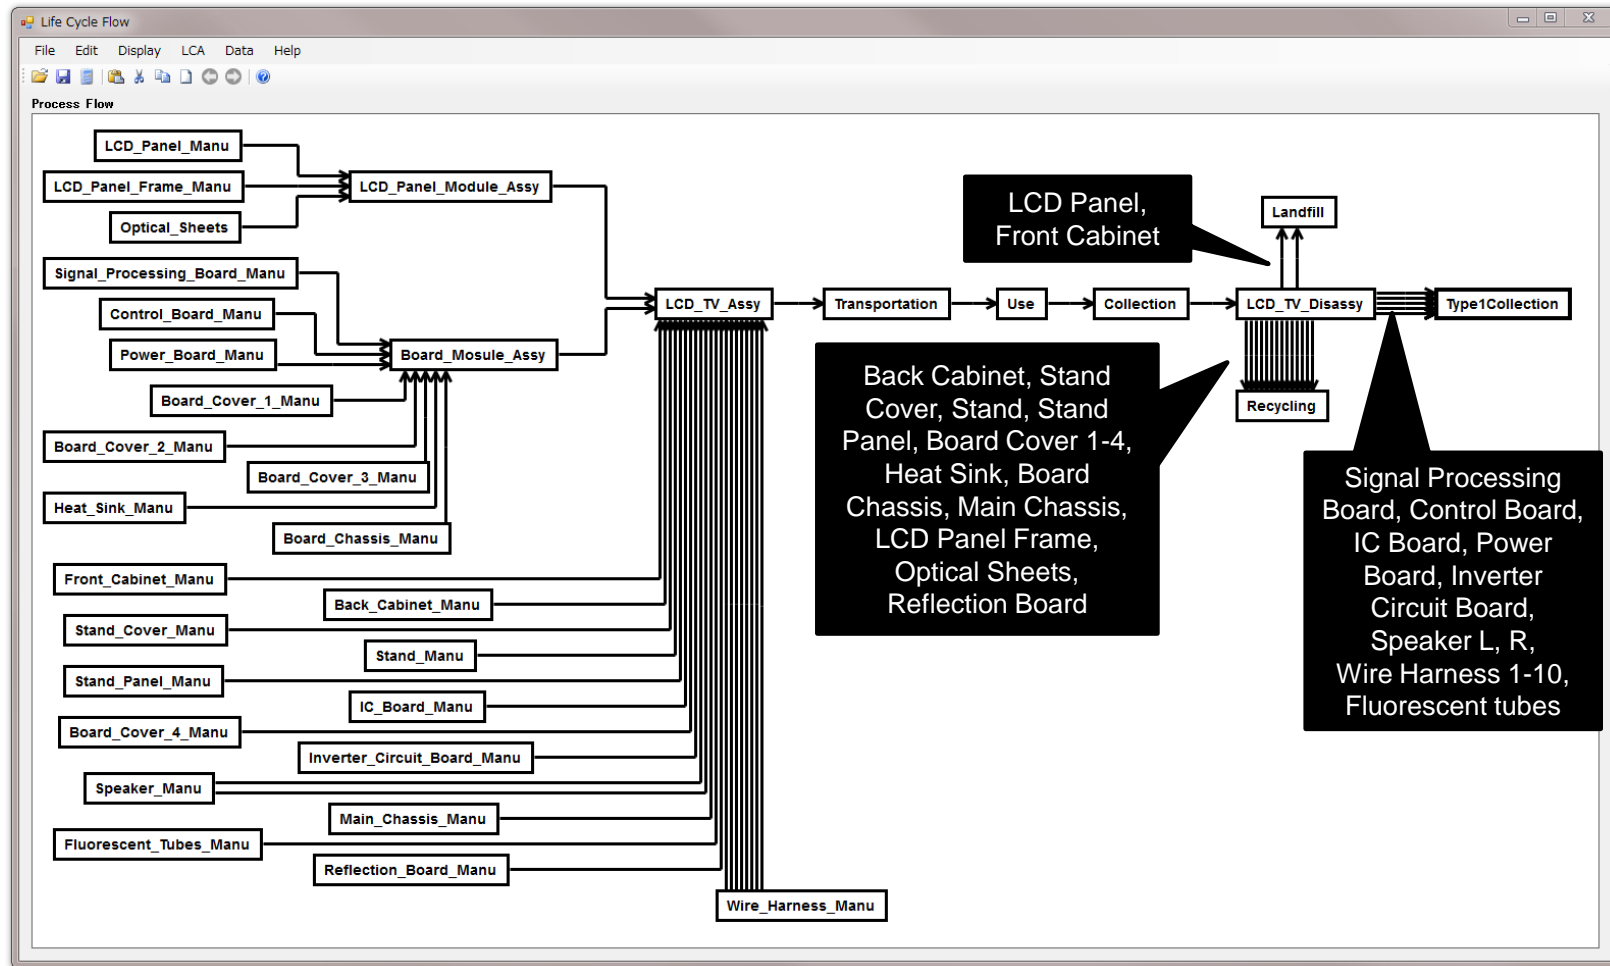 Life Cycle Flow
File Edit Display LCA Data Help
Process Flow
LCD_Panel_Manu
LCD_Panel_Frame_Manu
Optical_Sheets
LCD_Panel_Module_Assy
Signal_Processing_Board_Manu
Control_Board_Manu
Power_Board_Manu
Board_Mosule_Assy
Board_Cover_1_Manu
Board_Cover_2_Manu
Board_Cover_3_Manu
Heat_Sink_Manu
Board_Chassis_Manu
Front_Cabinet_Manu
Back_Cabinet_Manu
Stand_Cover_Manu
Stand_Manu
Stand_Panel_Manu
IC_Board_Manu
Board_Cover_4_Manu
Inverter_Circuit_Board_Manu
Speaker_Manu
Main_Chassis_Manu
Fluorescent_Tubes_Manu
Reflection_Board_Manu
Wire_Harness_Manu
LCD_TV_Assy
Transportation
Use
Collection
LCD_TV_Disassy
Type1Collection
Landfill
Recycling
LCD Panel,
Front Cabinet
Back Cabinet, Stand
Cover, Stand, Stand
Panel, Board Cover 1-4,
Heat Sink, Board
Chassis, Main Chassis,
LCD Panel Frame,
Optical Sheets,
Reflection Board
Signal Processing
Board, Control Board,
IC Board, Power
Board, Inverter
Circuit Board,
Speaker L, R,
Wire Harness 1-10,
Fluorescent tubes